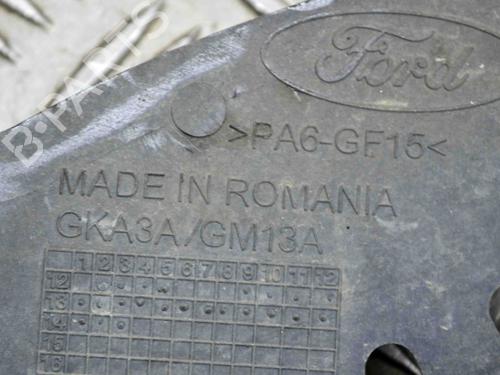 Ford
>PA6-GF15<
MADE IN ROMANIA
GKA3A/GM13A
1 2 3 4 5 6 7 8 9 10 11 12
12
13
14
15
16
B-PARTS